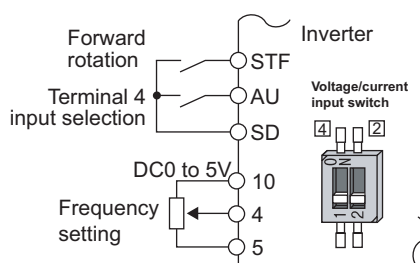 Forward
rotation
Inverter
STF
Terminal 4
input selection
AU
SD
Voltage/current
input switch
4
2
ON
1 2
DC0 to 5V
10
Frequency
setting
4
5